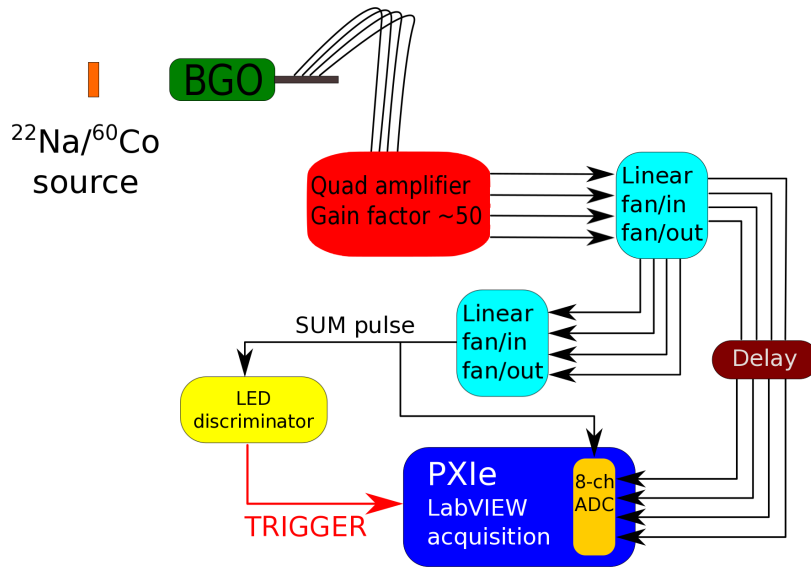 BGO
²²Na/⁶⁰Co
source
Quad amplifier
Gain factor ~50
Linear
fan/in
fan/out
Linear
fan/in
fan/out
SUM pulse
Delay
LED
discriminator
PXIe
LabVIEW
acquisition
8-ch
ADC
TRIGGER